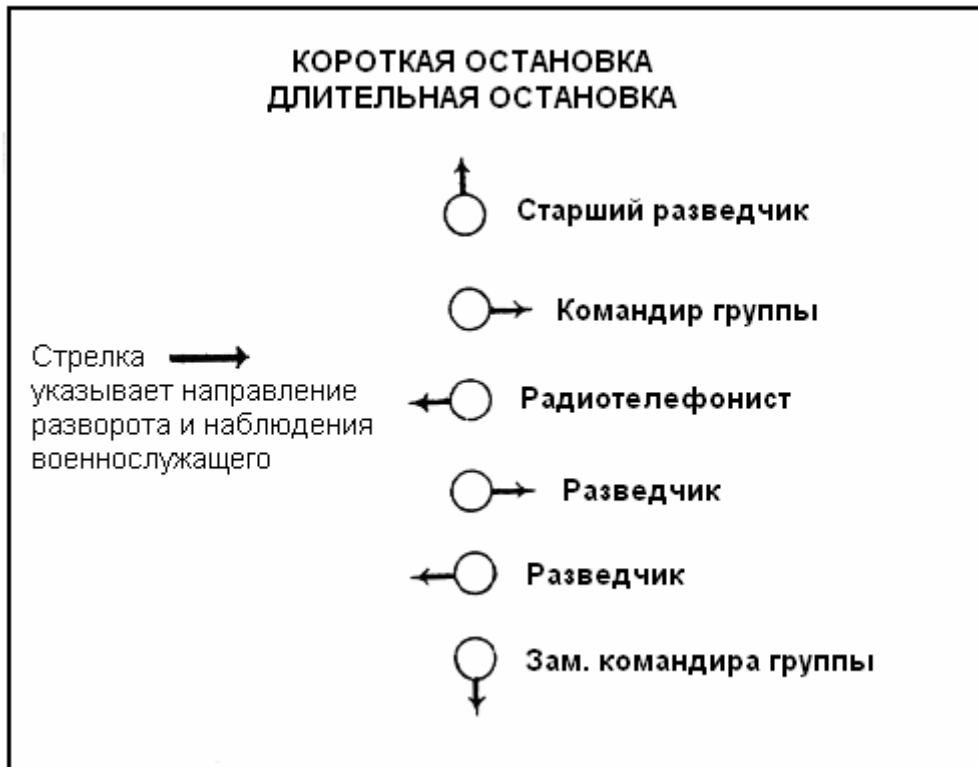 КОРОТКАЯ ОСТАНОВКА
ДЛИТЕЛЬНАЯ ОСТАНОВКА
Старший разведчик
Командир группы
Стрелка
указывает направление
разворота и наблюдения
военнослужащего
Радиотелефонист
Разведчик
Разведчик
Зам. командира группы